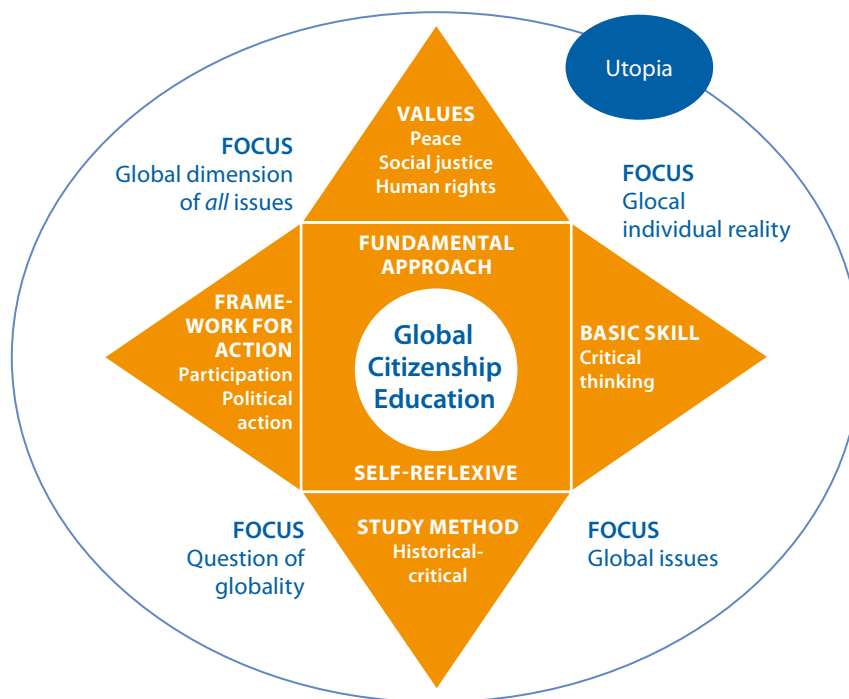 Utopia
VALUES
Peace
Social justice
Human rights
FOCUS
Global dimension
of all issues
FOCUS
Glocal
individual reality
FUNDAMENTAL
APPROACH
FRAME-
WORK FOR
ACTION
Participation
Political
action
Global
Citizenship
Education
BASIC SKILL
Critical
thinking
SELF-REFLEXIVE
FOCUS
Question of
globality
STUDY METHOD
Historical-
critical
FOCUS
Global issues